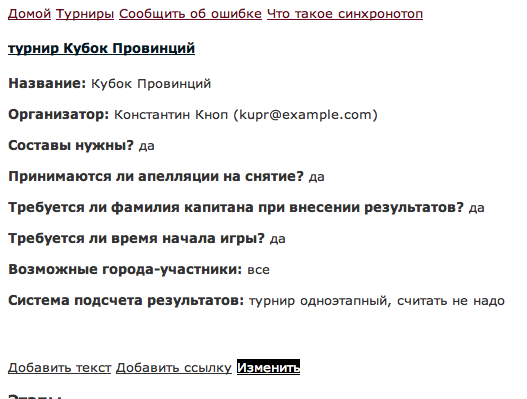 Домой Турниры Сообщить об ошибке Что такое синхронотоп
турнир Кубок Провинций
Название: Кубок Провинций
Организатор: Константин Кноп (kupr@example.com)
Составы нужны? да
Принимаются ли апелляции на снятие? да
Требуется ли фамилия капитана при внесении результатов? да
Требуется ли время начала игры? да
Возможные города-участники: все
Система подсчета результатов: турнир одноэтапный, считать не надо
Добавить текст Добавить ссылку Изменить